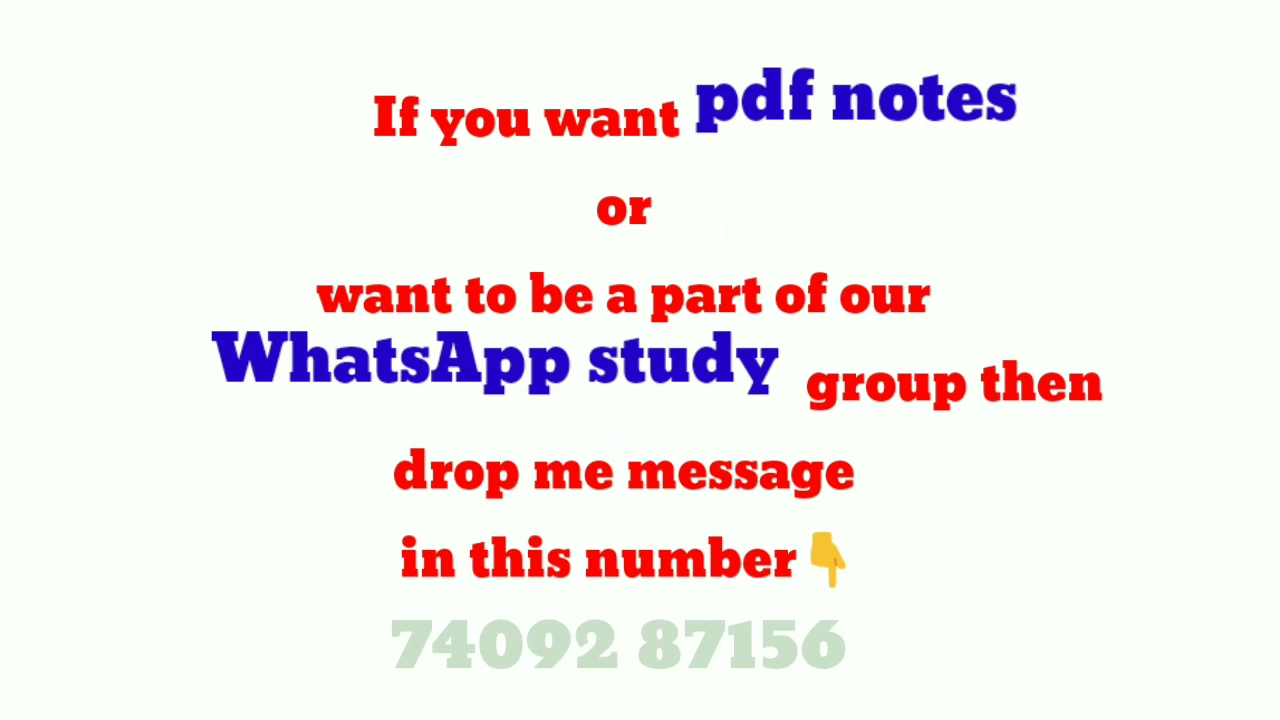 If you want pdf notes
or
want to be a part of our
WhatsApp study group then
drop me message
in this number👇
74092 87156